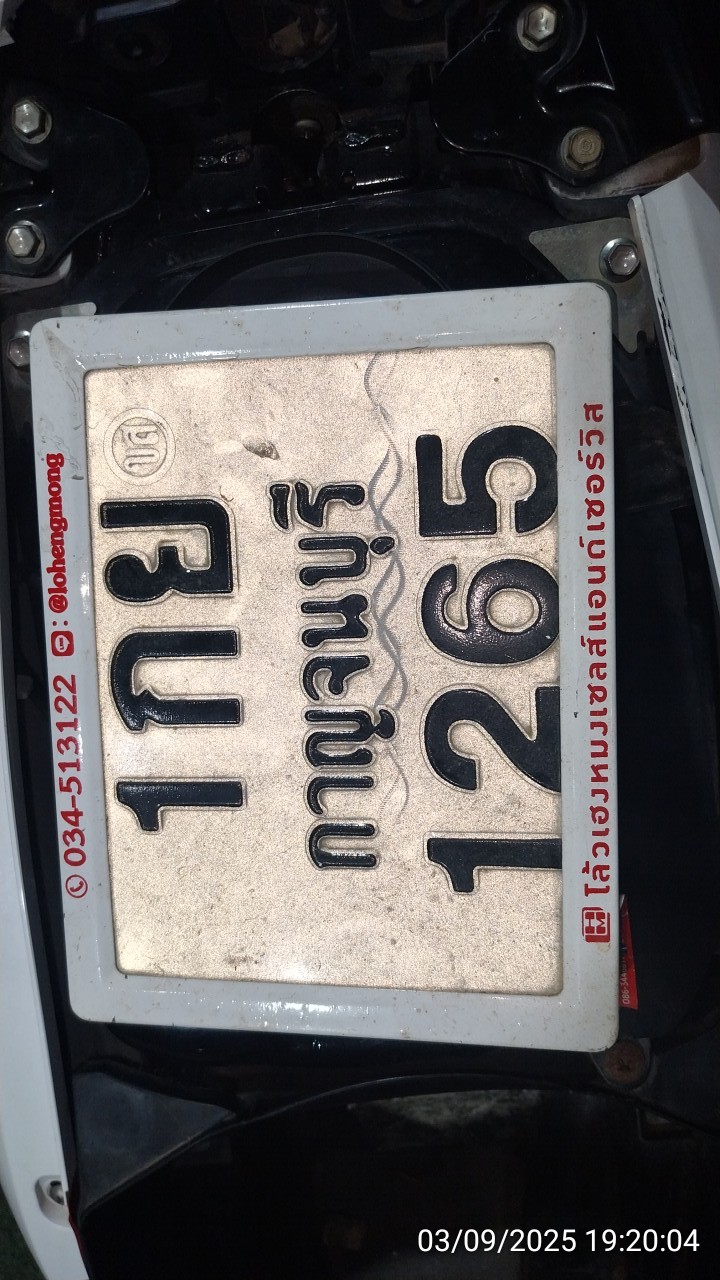 034-513122 : @lohengmong
ขส
1กย
กาญจนบุรี
1265
HM โล้วเฮงหมงเซลส์แอนด์เซอร์วิส
03/09/2025 19:20:04